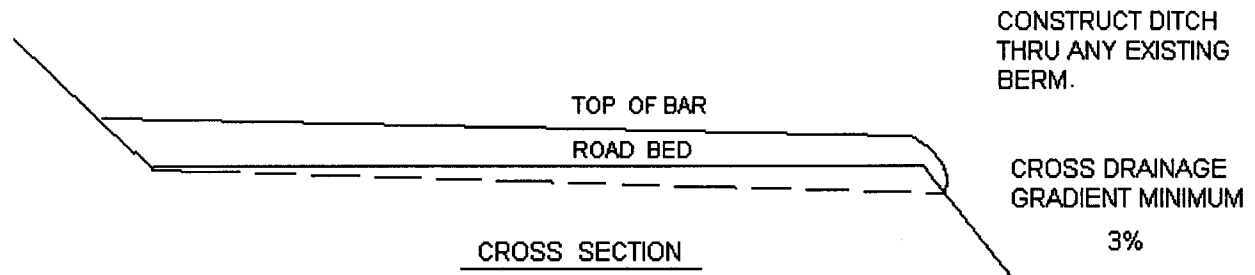 CONSTRUCT DITCH
THRU ANY EXISTING
BERM.
TOP OF BAR
ROAD BED
CROSS DRAINAGE
GRADIENT MINIMUM
3%
CROSS SECTION